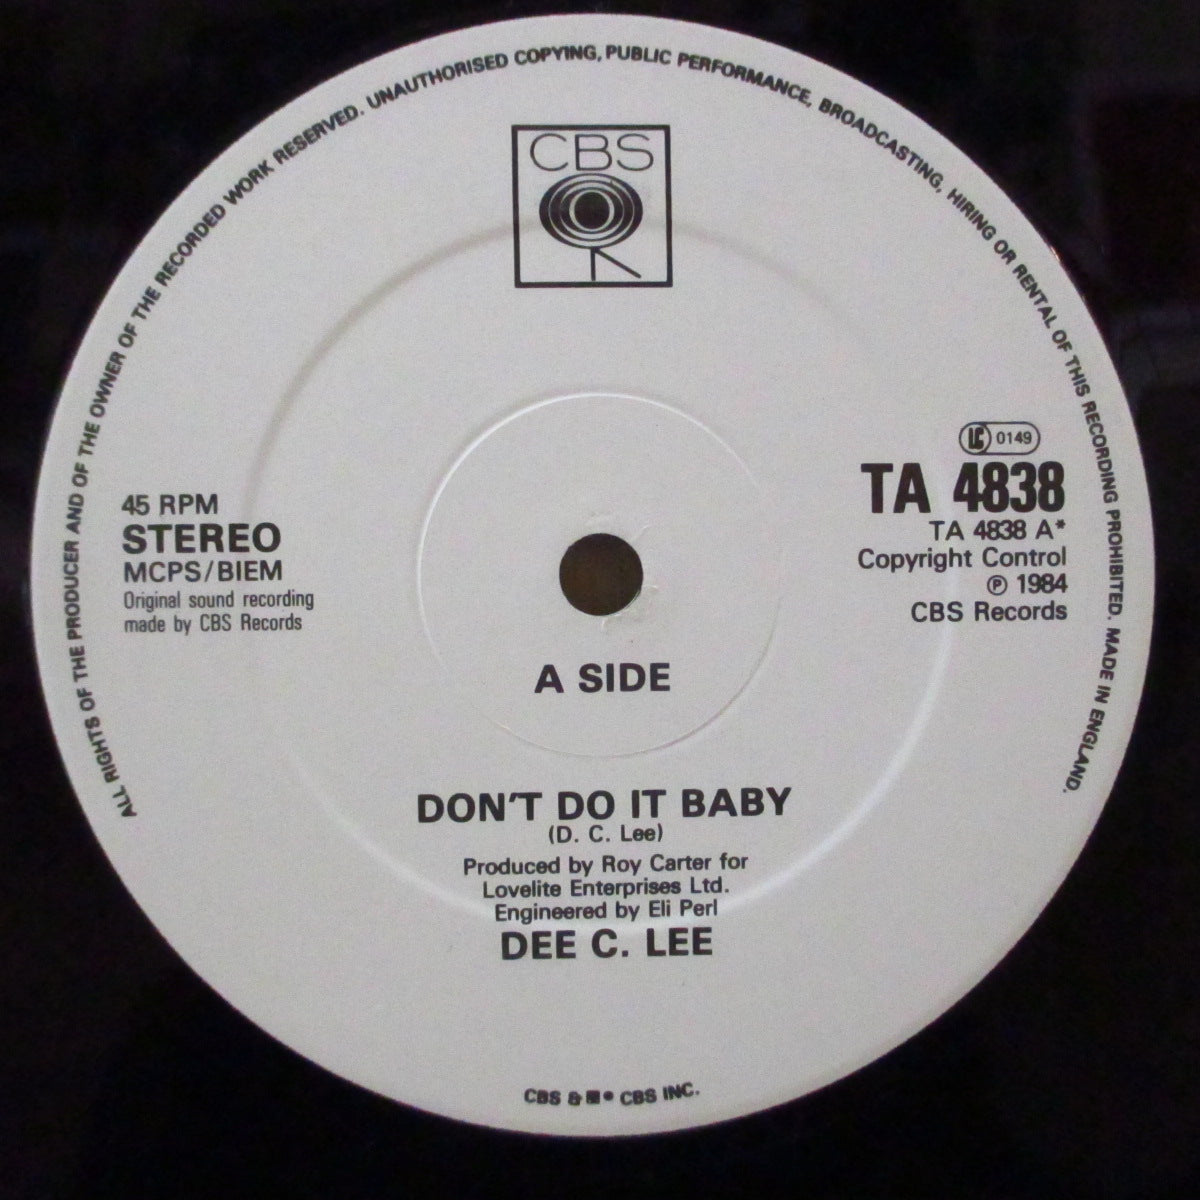 ALL RIGHTS OF THE PRODUCER AND OF THE OWNER OF THE RECORDED WORK RESERVED. UNAUTHORISED COPYING, PUBLIC PERFORMANCE, BROADCASTING, HIRING OR RENTAL OF THIS RECORDING PROHIBITED. MADE IN ENGLAND.
CBS
45 RPM
STEREO
MCPS/BIEM
Original sound recording
made by CBS Records
LC 0149
TA 4838
TA 4838 A*
Copyright Control
℗ 1984
CBS Records
A SIDE
DON'T DO IT BABY
(D. C. Lee)
Produced by Roy Carter for
Lovelite Enterprises Ltd.
Engineered by Eli Perl
DEE C. LEE
CBS & • CBS INC.